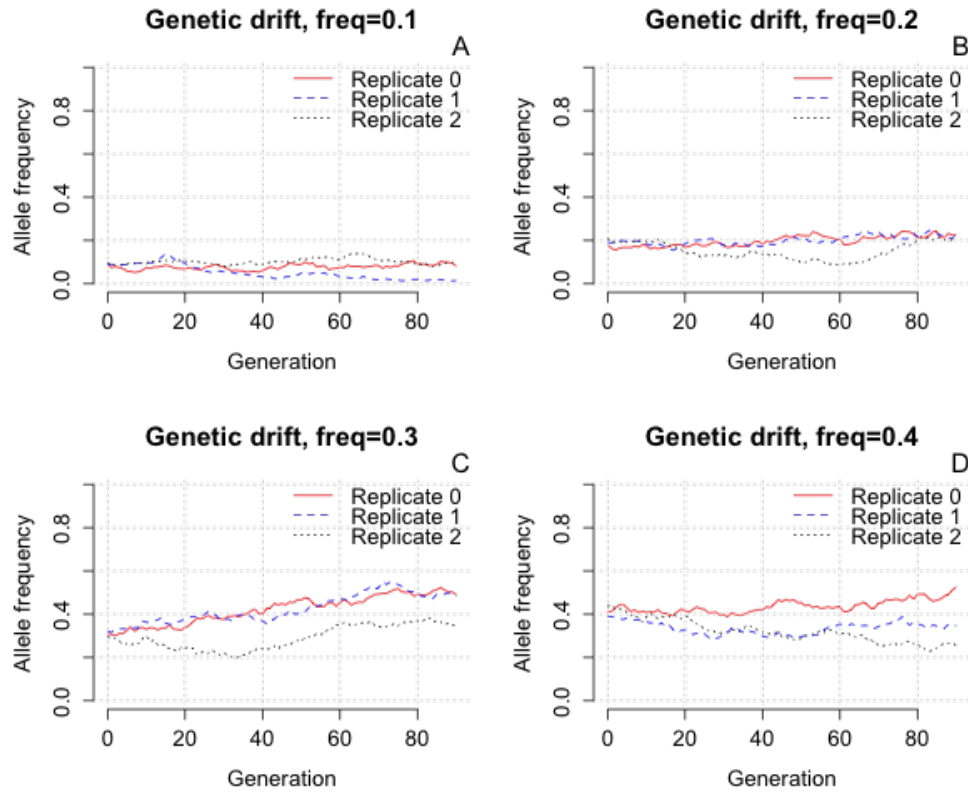 Genetic drift, freq=0.1
A
Replicate 0
Replicate 1
Replicate 2
Allele frequency
0.0 0.4 0.8
0 20 40 60 80
Generation
Genetic drift, freq=0.2
B
Replicate 0
Replicate 1
Replicate 2
Allele frequency
0.0 0.4 0.8
0 20 40 60 80
Generation
Genetic drift, freq=0.3
C
Replicate 0
Replicate 1
Replicate 2
Allele frequency
0.0 0.4 0.8
0 20 40 60 80
Generation
Genetic drift, freq=0.4
D
Replicate 0
Replicate 1
Replicate 2
Allele frequency
0.0 0.4 0.8
0 20 40 60 80
Generation